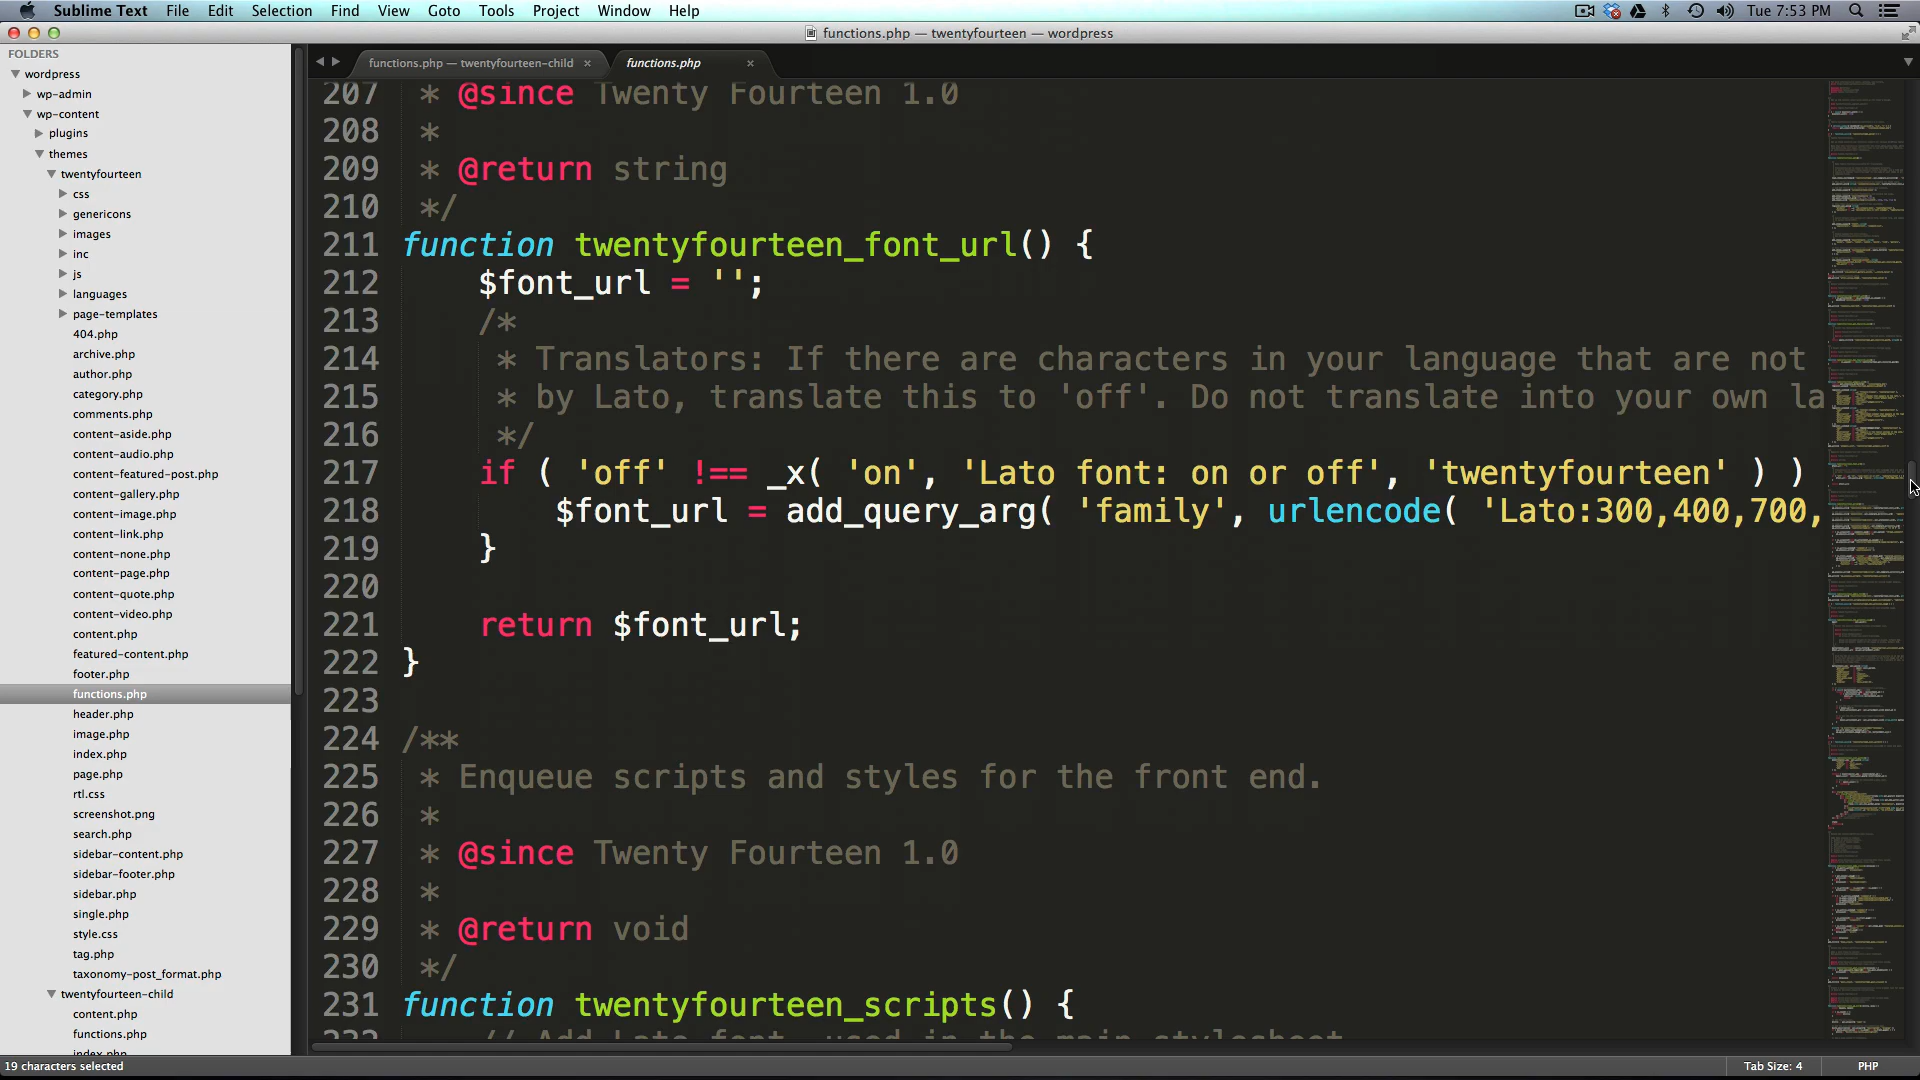 Sublime Text File Edit Selection Find View Goto Tools Project Window Help Tue 7:53 PM
functions.php — twentyfourteen — wordpress
FOLDERS
wordpress
wp-admin
wp-content
plugins
themes
twentyfourteen
css
genericons
images
inc
js
languages
page-templates
404.php
archive.php
author.php
category.php
comments.php
content-aside.php
content-audio.php
content-featured-post.php
content-gallery.php
content-image.php
content-link.php
content-none.php
content-page.php
content-quote.php
content-video.php
content.php
featured-content.php
footer.php
functions.php
header.php
image.php
index.php
page.php
rtl.css
screenshot.png
search.php
sidebar-content.php
sidebar-footer.php
sidebar.php
single.php
style.css
tag.php
taxonomy-post_format.php
twentyfourteen-child
content.php
functions.php
index.php
functions.php — twentyfourteen-child × functions.php ×
207 * @since Twenty Fourteen 1.0
208 *
209 * @return string
210 */
211 function twentyfourteen_font_url() {
212 $font_url = '';
213 /*
214 * Translators: If there are characters in your language that are not
215 * by Lato, translate this to 'off'. Do not translate into your own la
216 */
217 if ( 'off' !== _x( 'on', 'Lato font: on or off', 'twentyfourteen' ) )
218 $font_url = add_query_arg( 'family', urlencode( 'Lato:300,400,700,
219 }
220
221 return $font_url;
222 }
223
224 /**
225 * Enqueue scripts and styles for the front end.
226 *
227 * @since Twenty Fourteen 1.0
228 *
229 * @return void
230 */
231 function twentyfourteen_scripts() {
232 // Add Lato font, used in the main stylesheet
19 characters selected Tab Size: 4 PHP